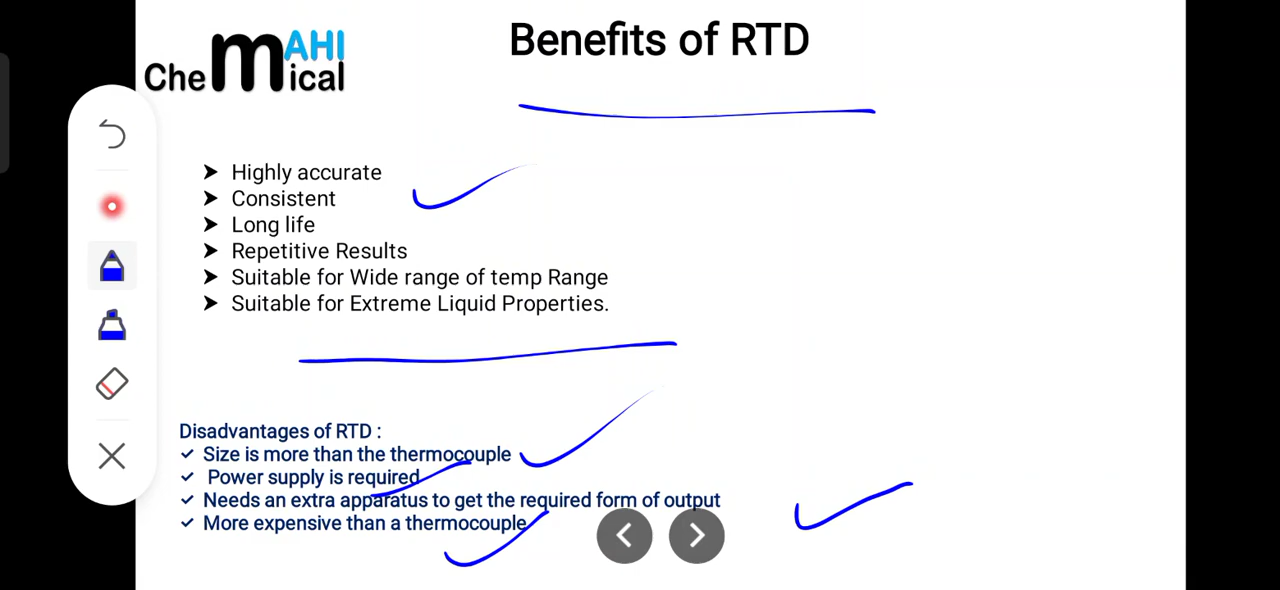 Benefits of RTD
Che mAHI ical
➤ Highly accurate
➤ Consistent
➤ Long life
➤ Repetitive Results
➤ Suitable for Wide range of temp Range
➤ Suitable for Extreme Liquid Properties.
Disadvantages of RTD :
✓ Size is more than the thermocouple
✓ Power supply is required
✓ Needs an extra apparatus to get the required form of output
✓ More expensive than a thermocouple